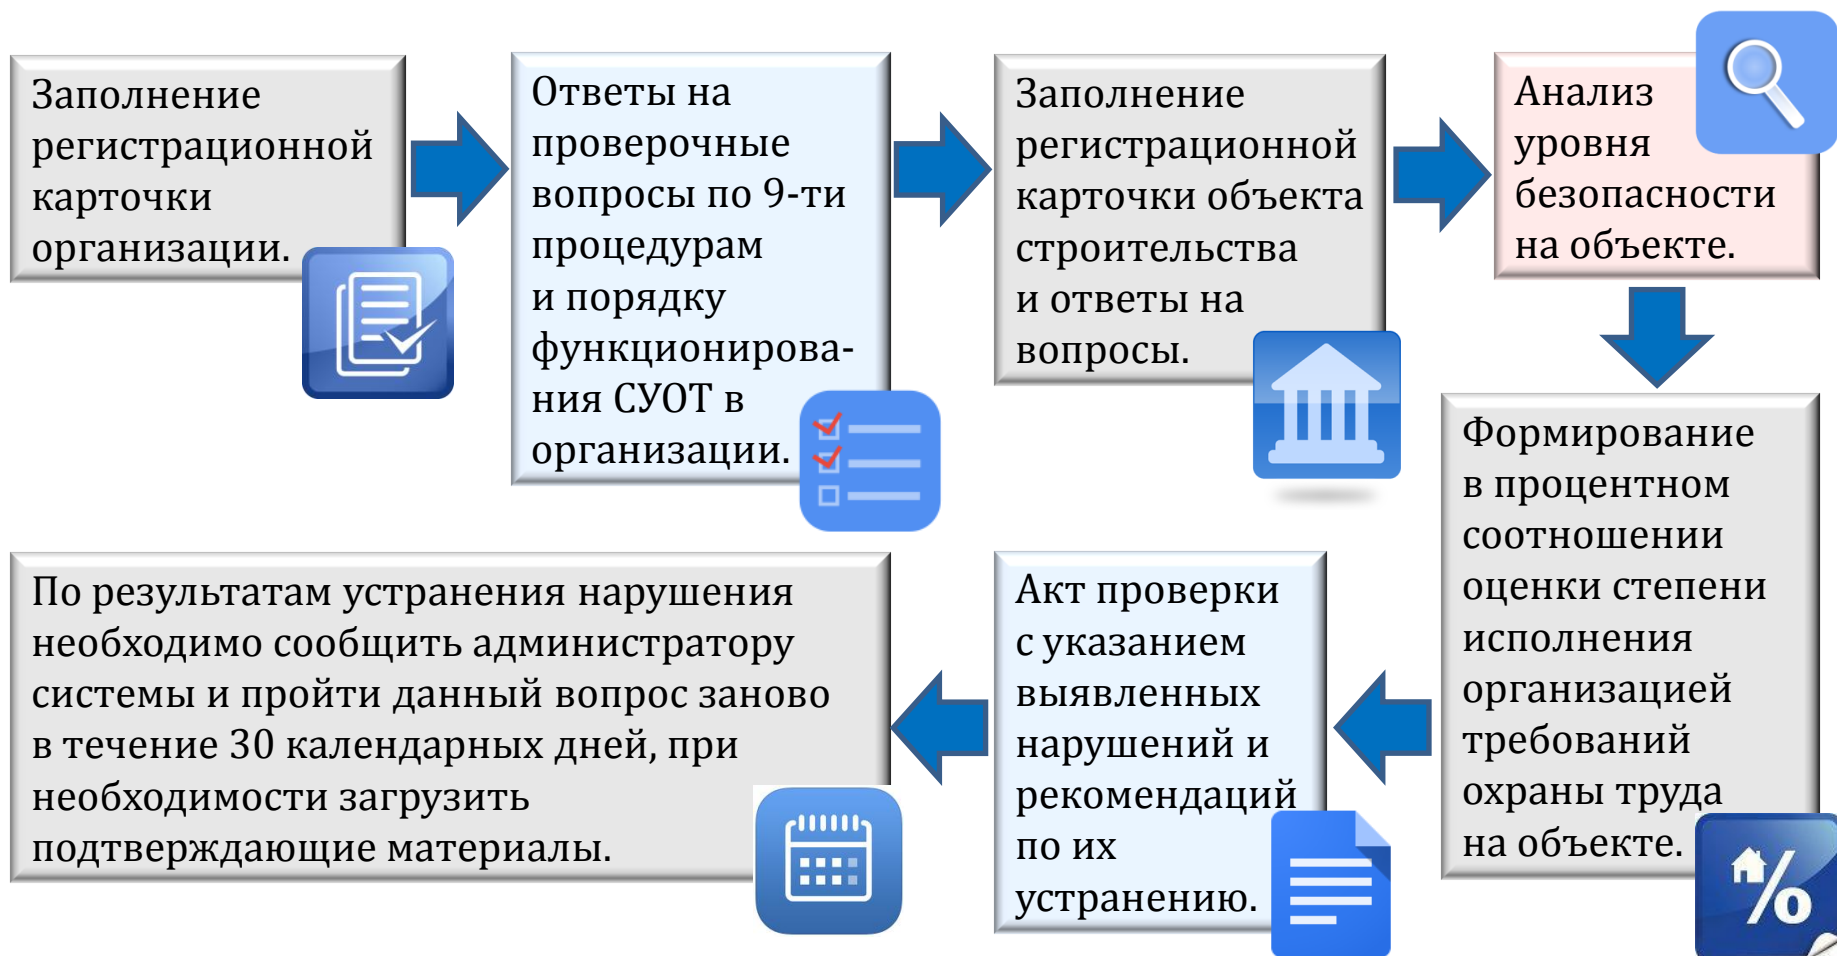 Заполнение
регистрационной
карточки
организации.
Ответы на
проверочные
вопросы по 9-ти
процедурам
и порядку
функционирова-
ния СУОТ в
организации.
Заполнение
регистрационной
карточки объекта
строительства
и ответы на
вопросы.
Анализ
уровня
безопасности
на объекте.
Формирование
в процентном
соотношении
оценки степени
исполнения
организацией
требований
охраны труда
на объекте.
%
Акт проверки
с указанием
выявленных
нарушений и
рекомендаций
по их
устранению.
По результатам устранения нарушения
необходимо сообщить администратору
системы и пройти данный вопрос заново
в течение 30 календарных дней, при
необходимости загрузить
подтверждающие материалы.